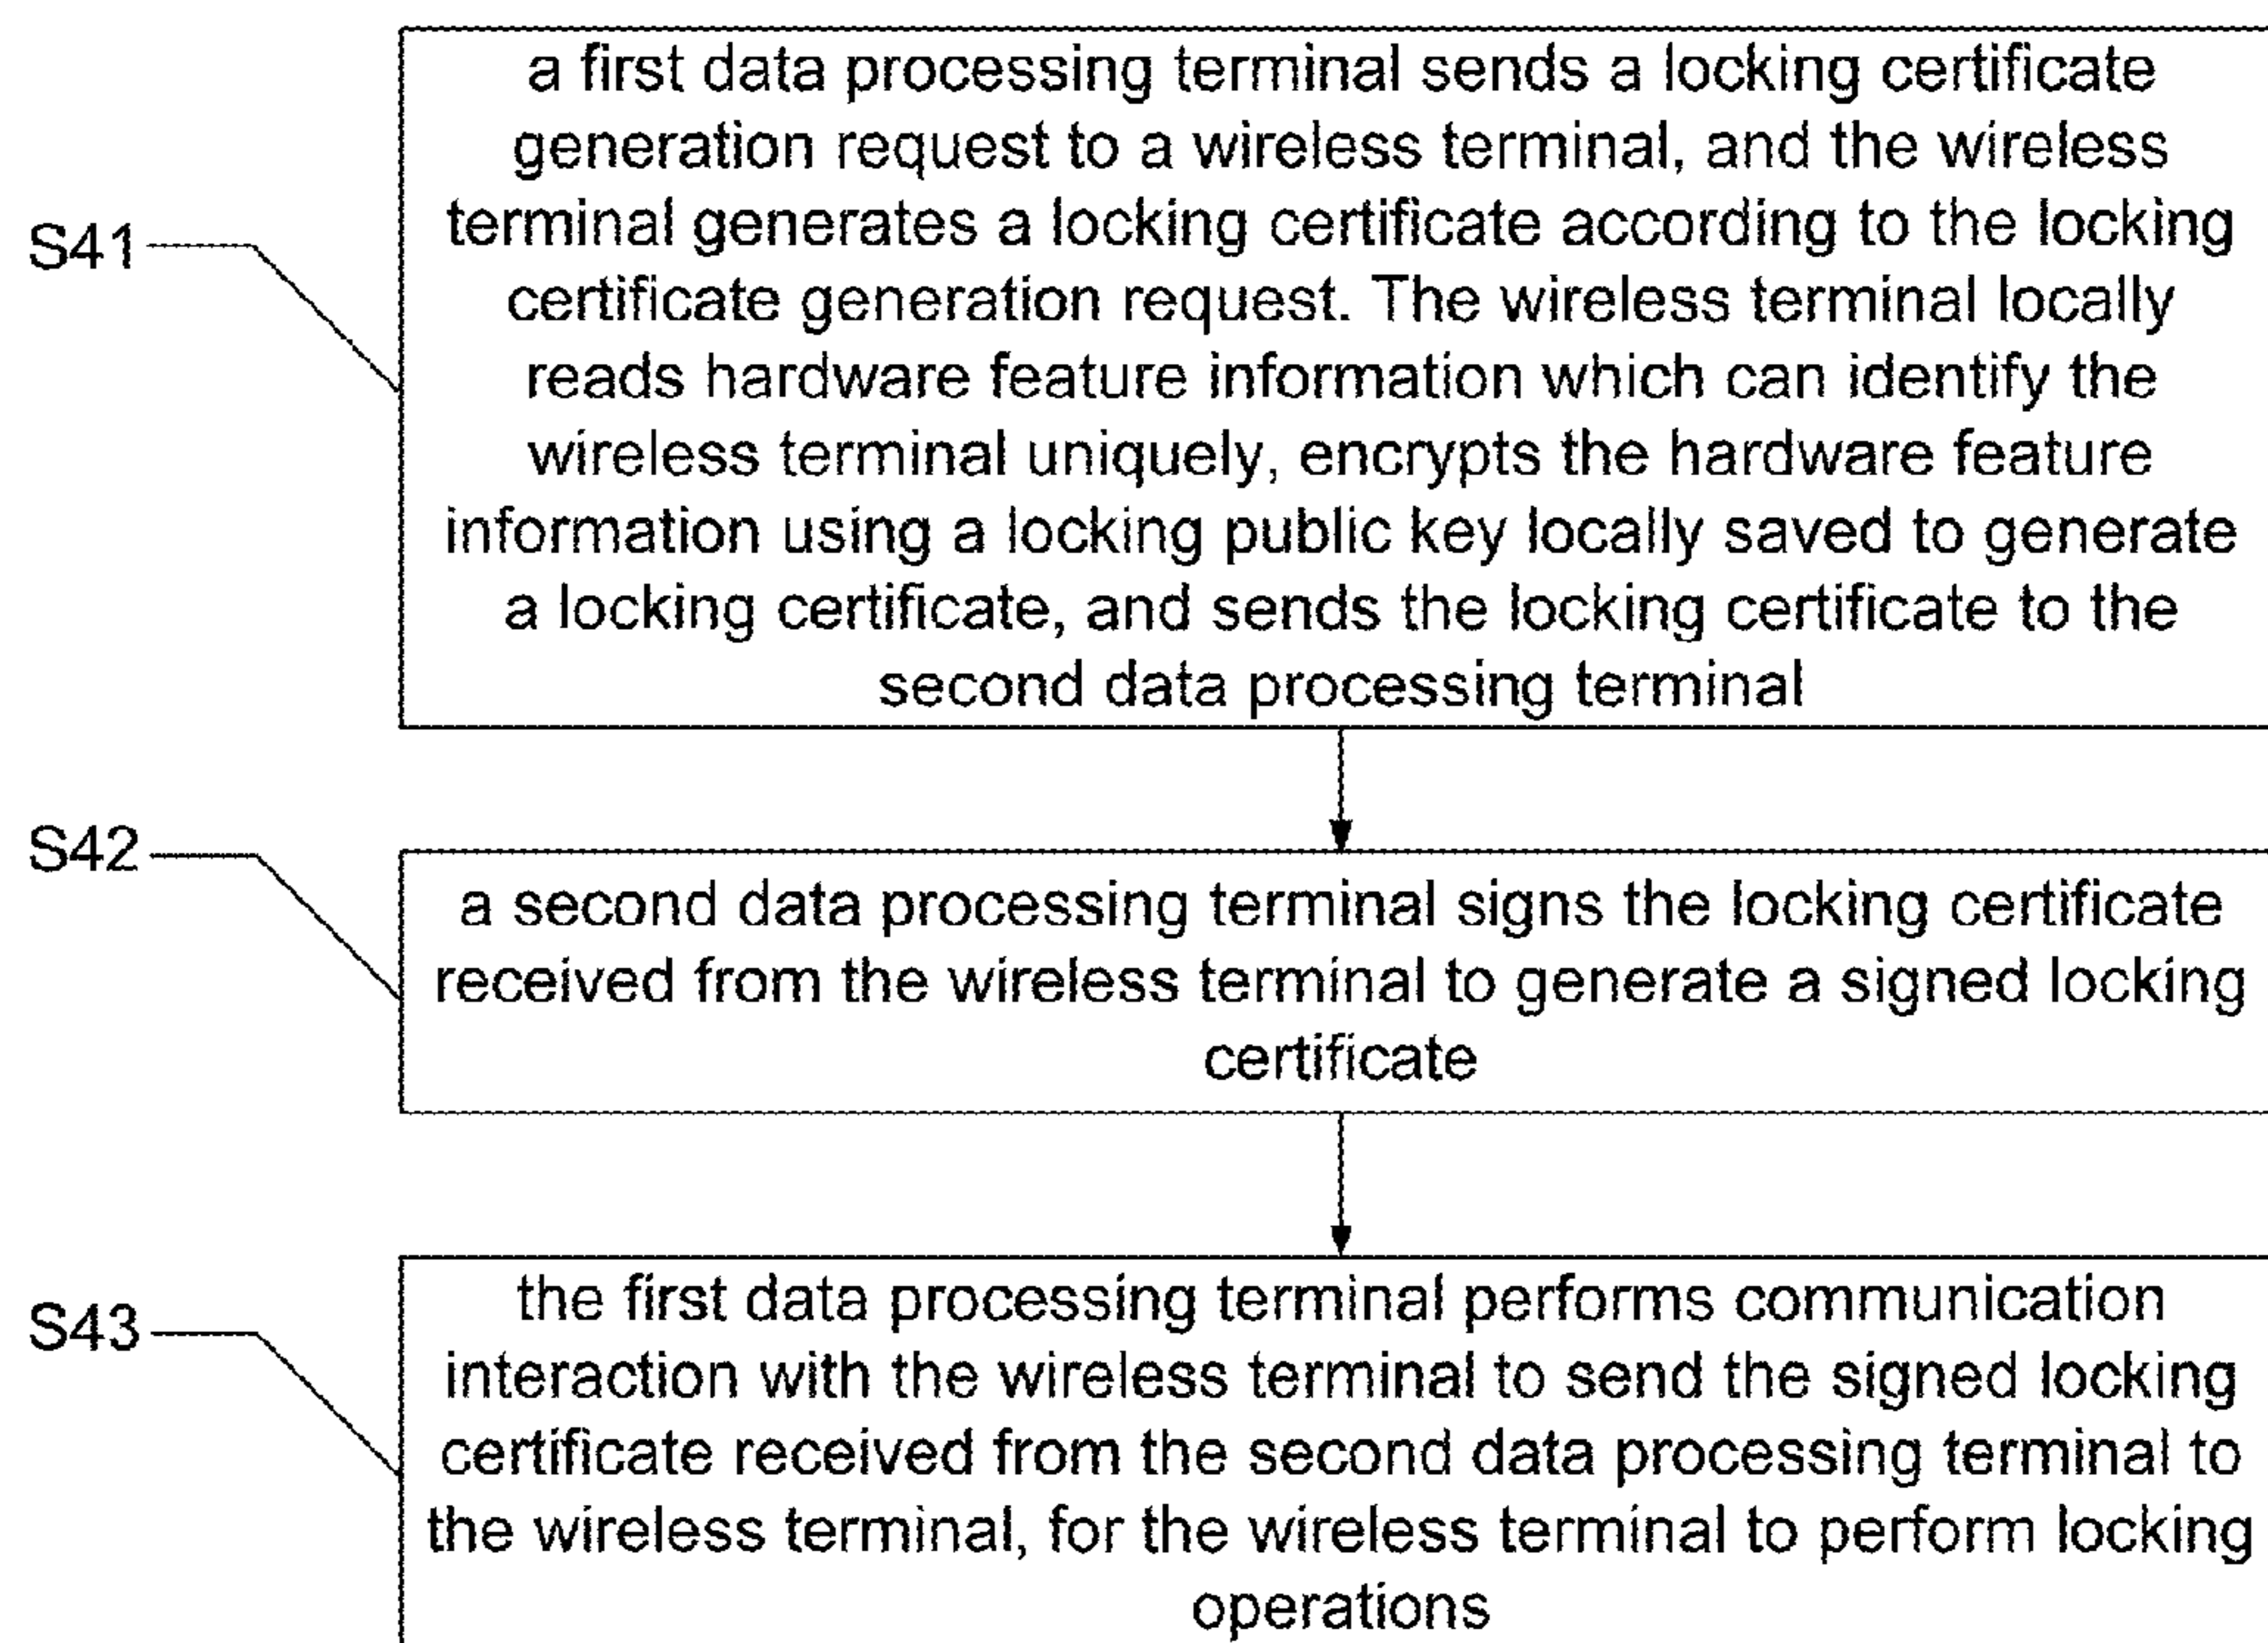 a first data processing terminal sends a locking certificate
generation request to a wireless terminal, and the wireless
S41
terminal generates a locking certificate according to the locking
certificate generation request. The wireless terminal locally
reads hardware feature information which can identify the
wireless terminal uniquely, encrypts the hardware feature
information using a locking public key locally saved to generate
a locking certificate, and sends the locking certificate to the
second data processing terminal
S42
a second data processing terminal signs the locking certificate
received from the wireless terminal to generate a signed locking
certificate
S43
the first data processing terminal performs communication
interaction with the wireless terminal to send the signed locking
certificate received from the second data processing terminal to
the wireless terminal, for the wireless terminal to perform locking
operations